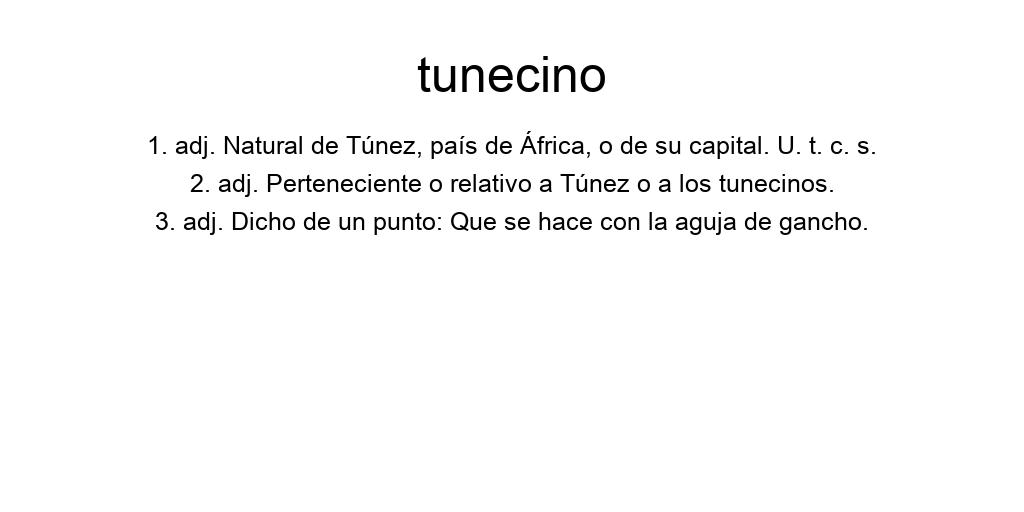 tunecino
1. adj. Natural de Túnez, país de África, o de su capital. U. t. c. s.
2. adj. Perteneciente o relativo a Túnez o a los tunecinos.
3. adj. Dicho de un punto: Que se hace con la aguja de gancho.